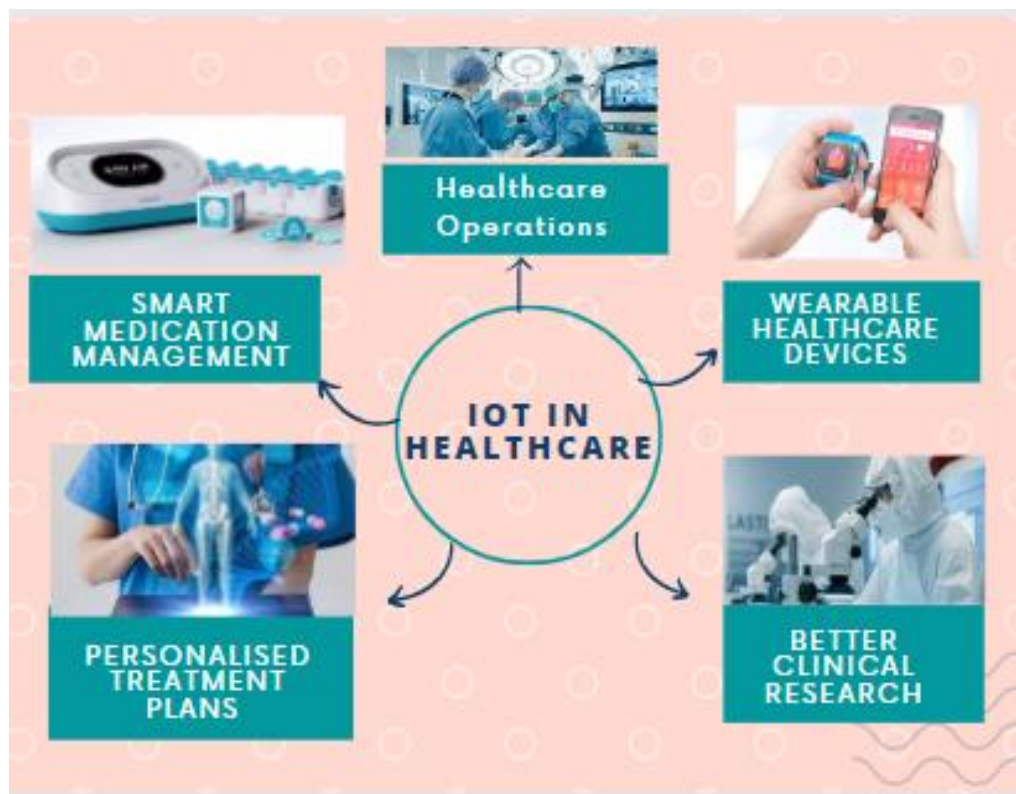 Healthcare
Operations
SMART
MEDICATION
MANAGEMENT
WEARABLE
HEALTHCARE
DEVICES
IOT IN
HEALTHCARE
PERSONALISED
TREATMENT
PLANS
BETTER
CLINICAL
RESEARCH